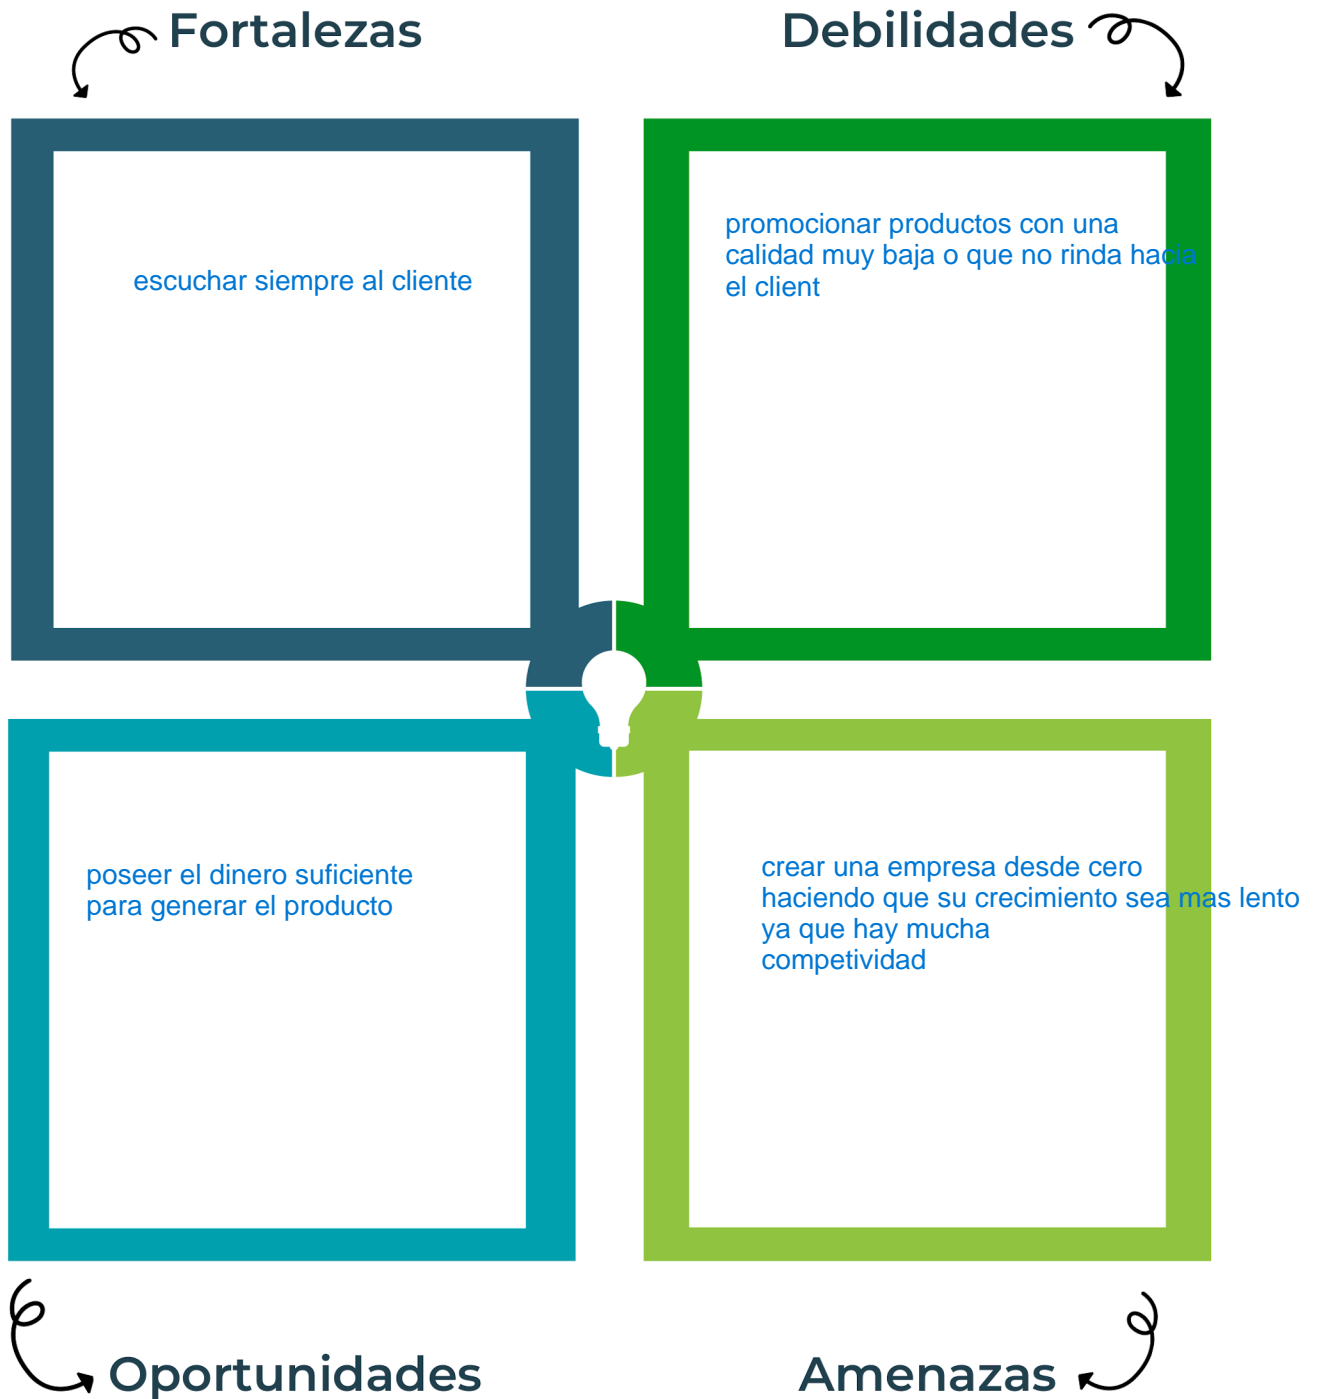 Fortalezas
Debilidades
escuchar siempre al cliente
promocionar productos con una
calidad muy baja o que no rinda hacia
el client
poseer el dinero suficiente
para generar el producto
crear una empresa desde cero
haciendo que su crecimiento sea mas lento
ya que hay mucha
competividad
Oportunidades
Amenazas